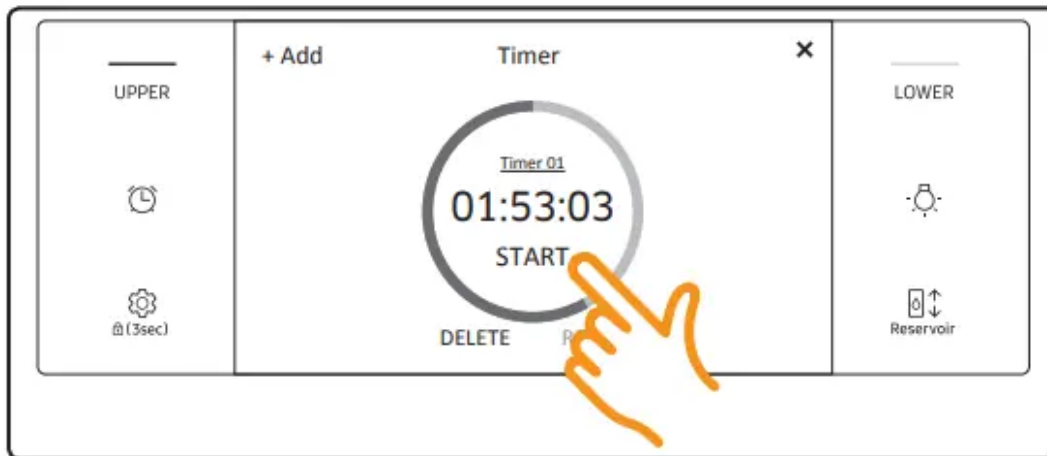 UPPER
(3sec)
+ Add
Timer
×
Timer 01
01:53:03
START
DELETE
LOWER
Reservoir